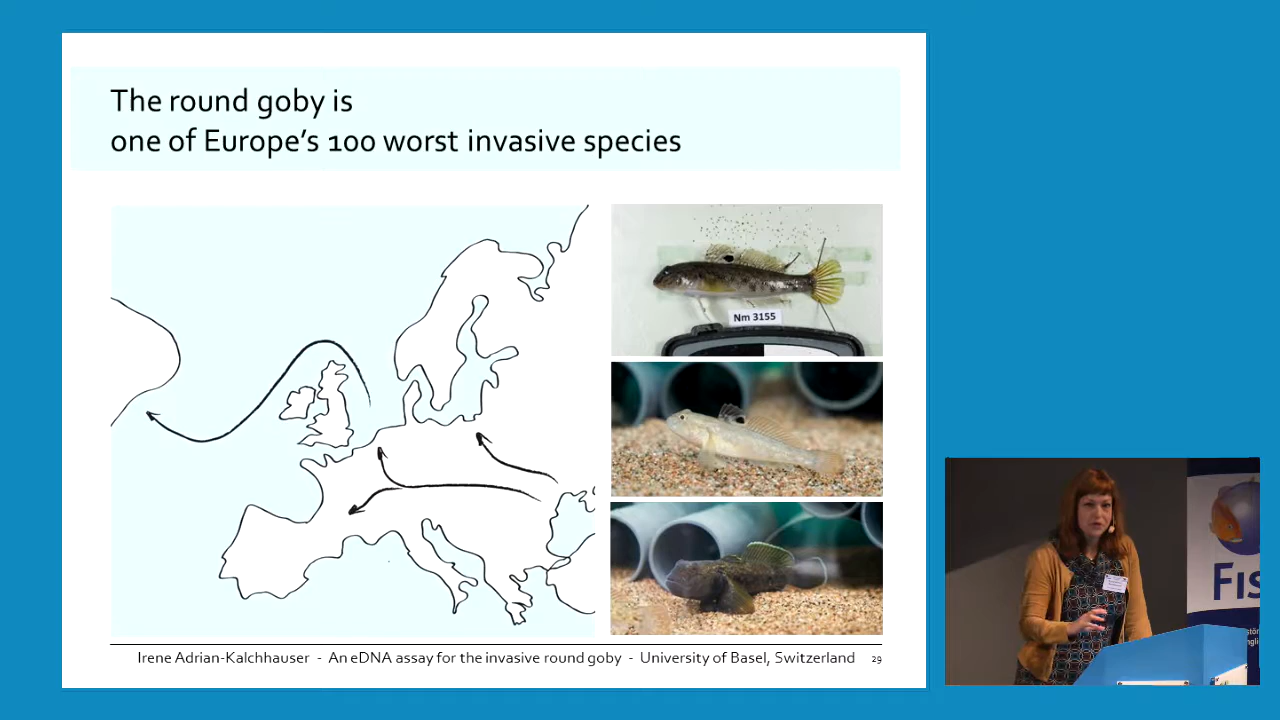 The round goby is
one of Europe's 100 worst invasive species
Nm 3155
Irene Adrian-Kalchhauser - An eDNA assay for the invasive round goby - University of Basel, Switzerland 29
Fis